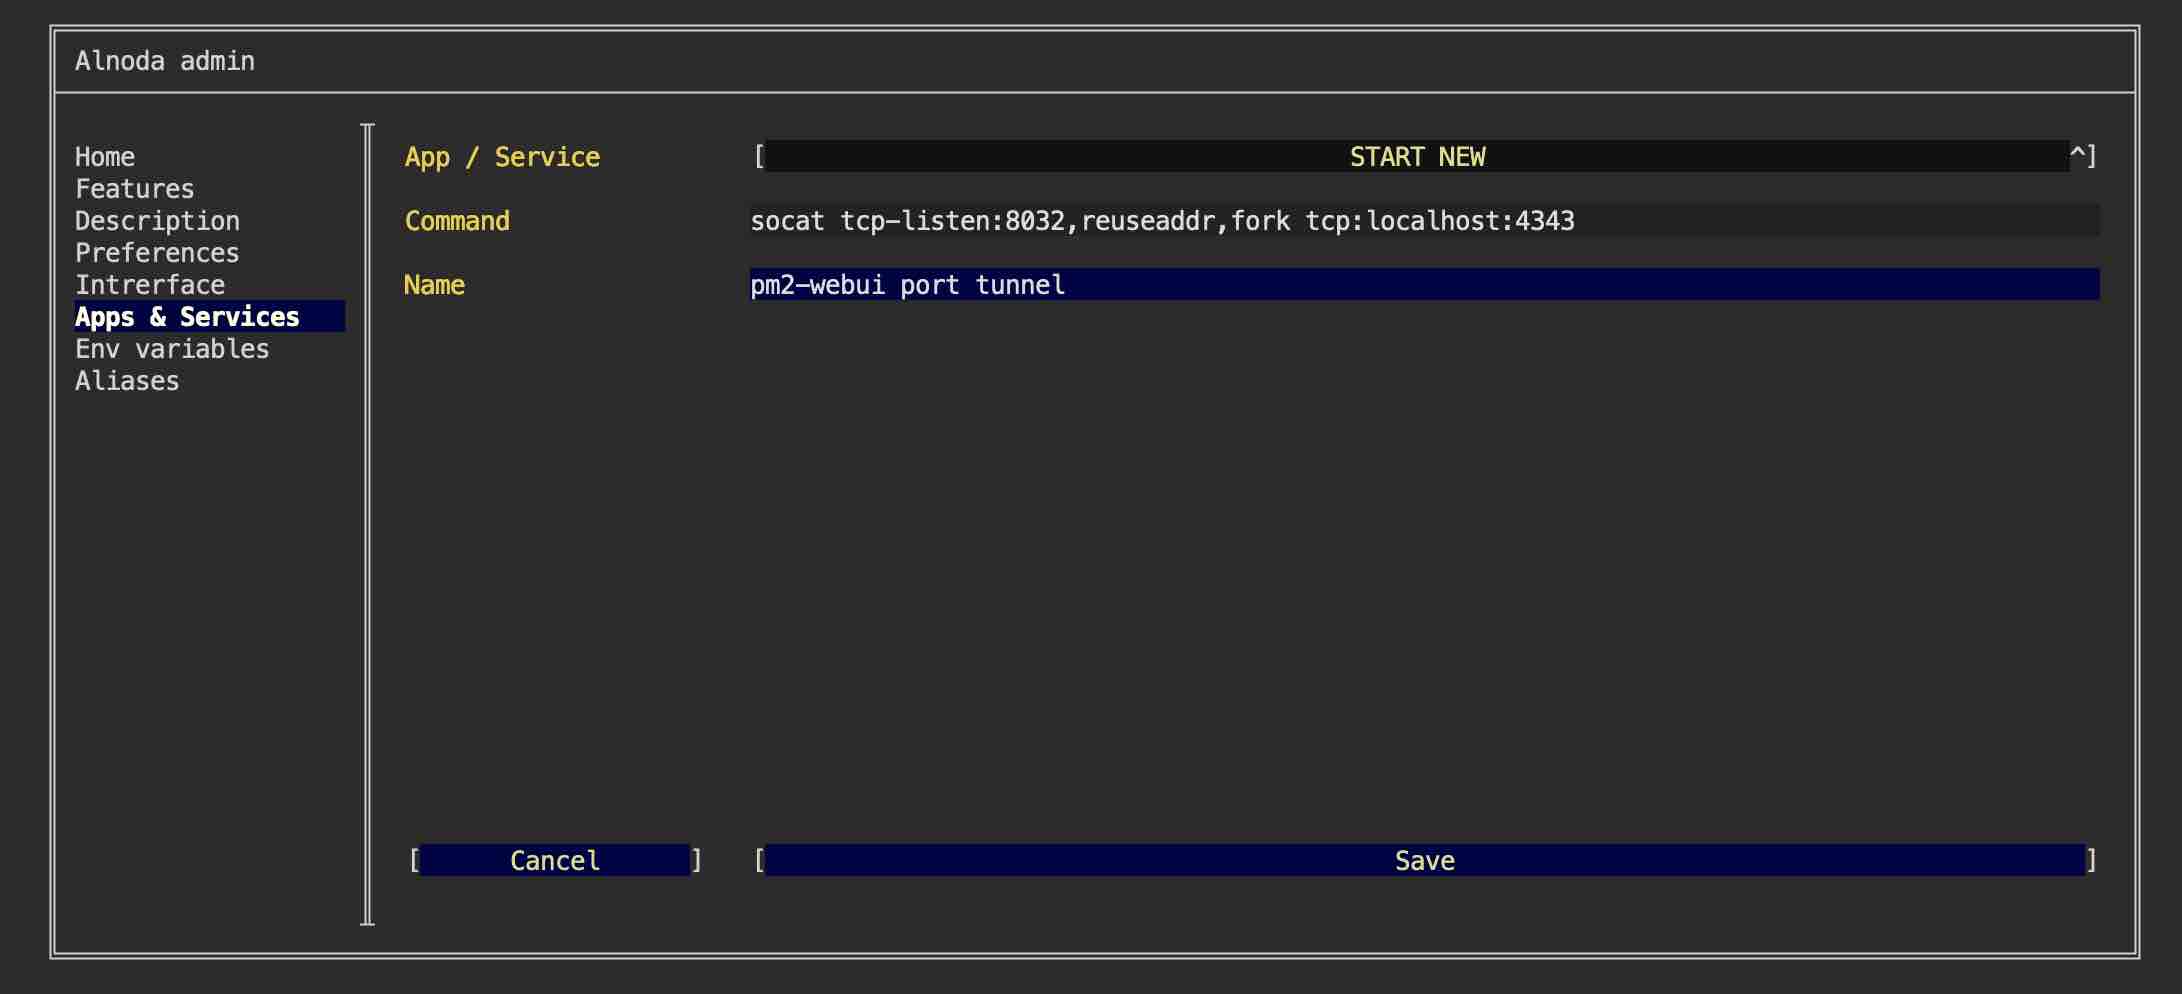 Alnoda admin
Home
Features
Description
Preferences
Intrerface
Apps & Services
Env variables
Aliases
App / Service [ START NEW ^]
Command socat tcp-listen:8032,reuseaddr,fork tcp:localhost:4343
Name pm2-webui port tunnel
[ Cancel ] [ Save ]